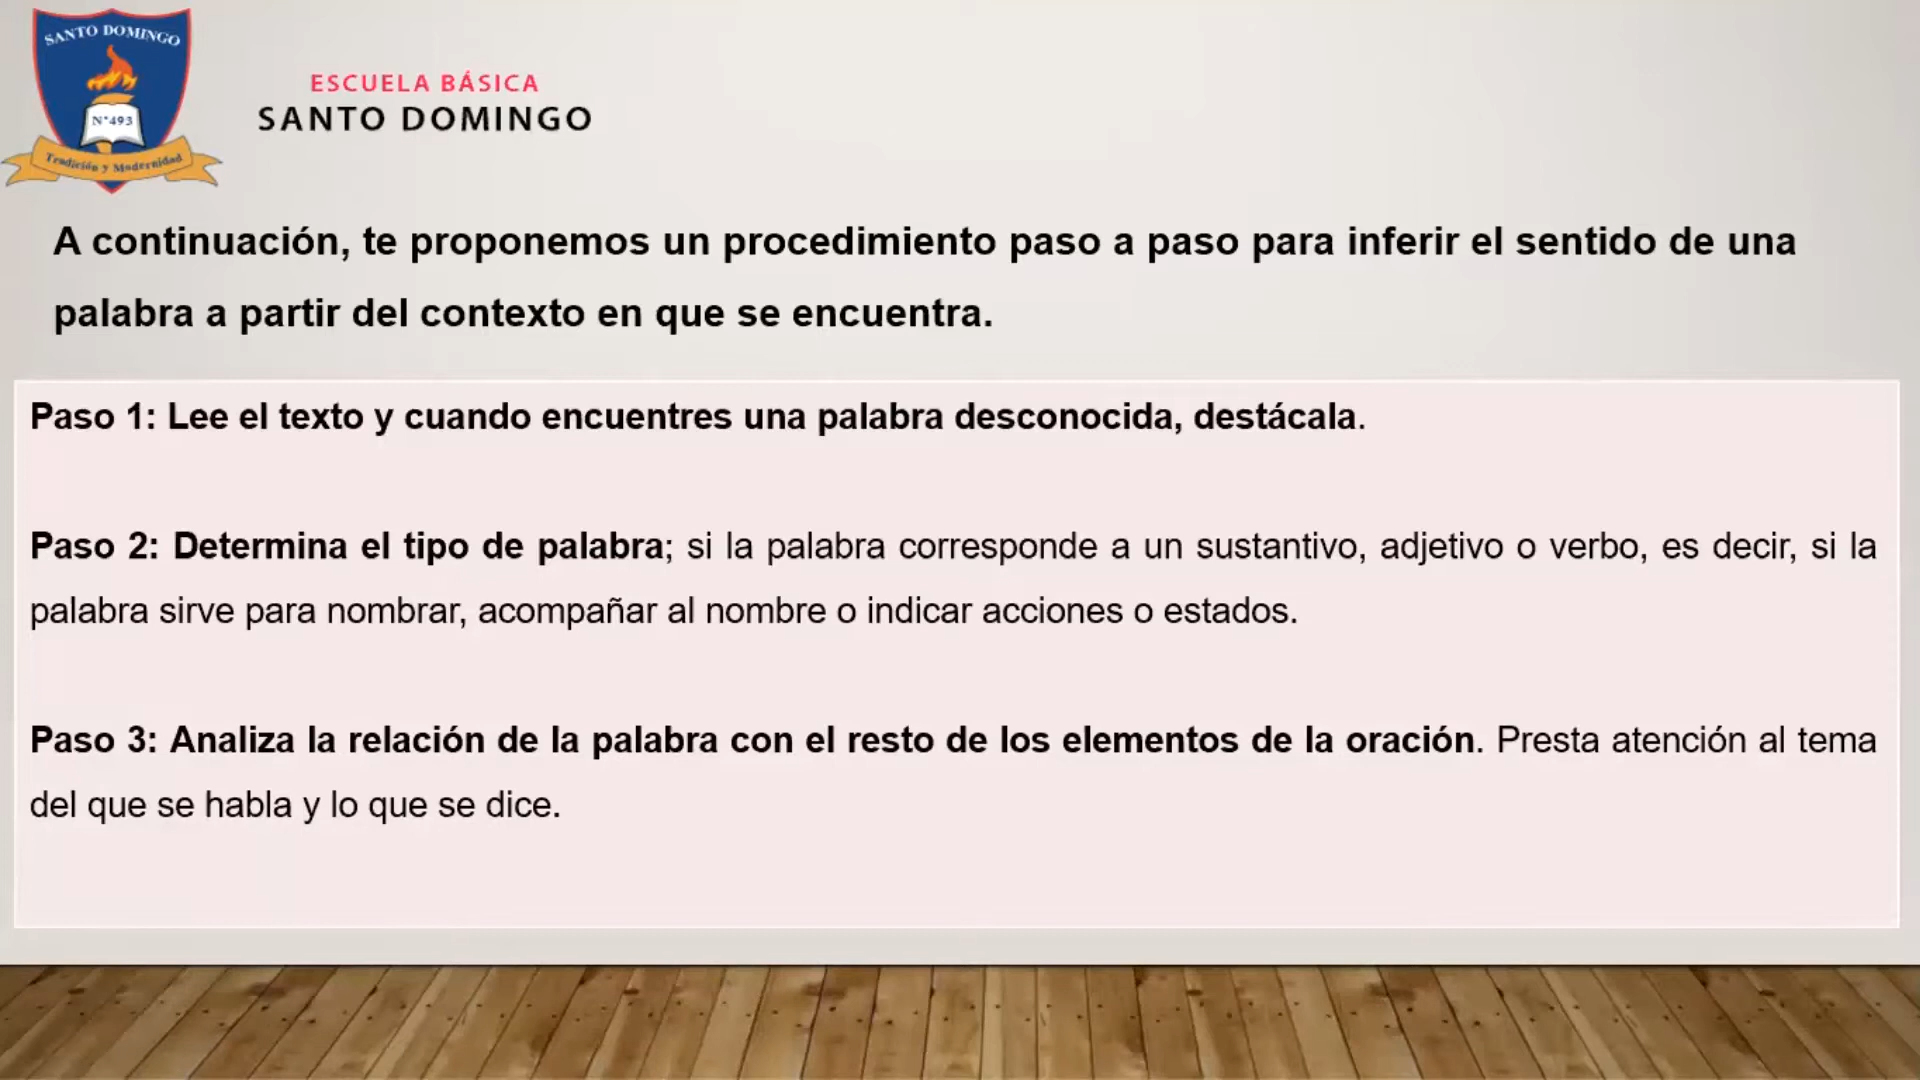 SANTO DOMINGO
N°493
Tradición y Modernidad
ESCUELA BÁSICA
SANTO DOMINGO
A continuación, te proponemos un procedimiento paso a paso para inferir el sentido de una
palabra a partir del contexto en que se encuentra.
Paso 1: Lee el texto y cuando encuentres una palabra desconocida, destácala.
Paso 2: Determina el tipo de palabra; si la palabra corresponde a un sustantivo, adjetivo o verbo, es decir, si la
palabra sirve para nombrar, acompañar al nombre o indicar acciones o estados.
Paso 3: Analiza la relación de la palabra con el resto de los elementos de la oración. Presta atención al tema
del que se habla y lo que se dice.